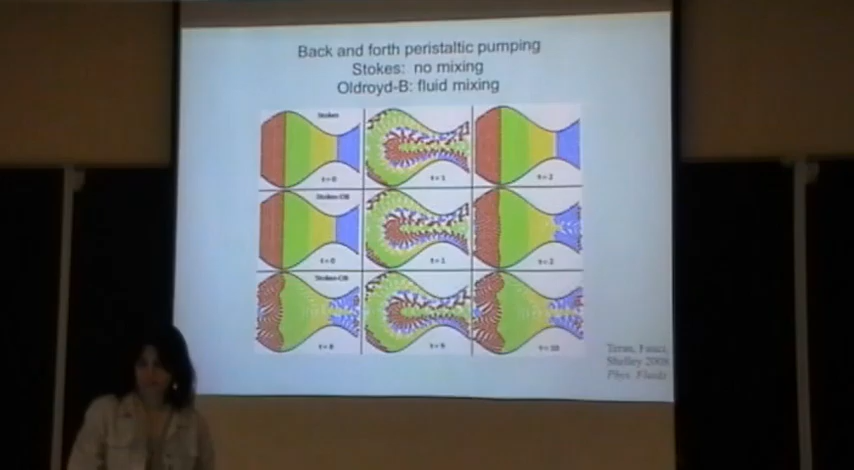 Back and forth peristaltic pumping
Stokes: no mixing
Oldroyd-B: fluid mixing
Stokes
t = 0
t = 1
t = 2
Stokes-OB
t = 0
t = 1
t = 2
Stokes-OB
t = 8
t = 9
t = 10
Teran, Fauci,
Shelley 2008
Phys. Fluids